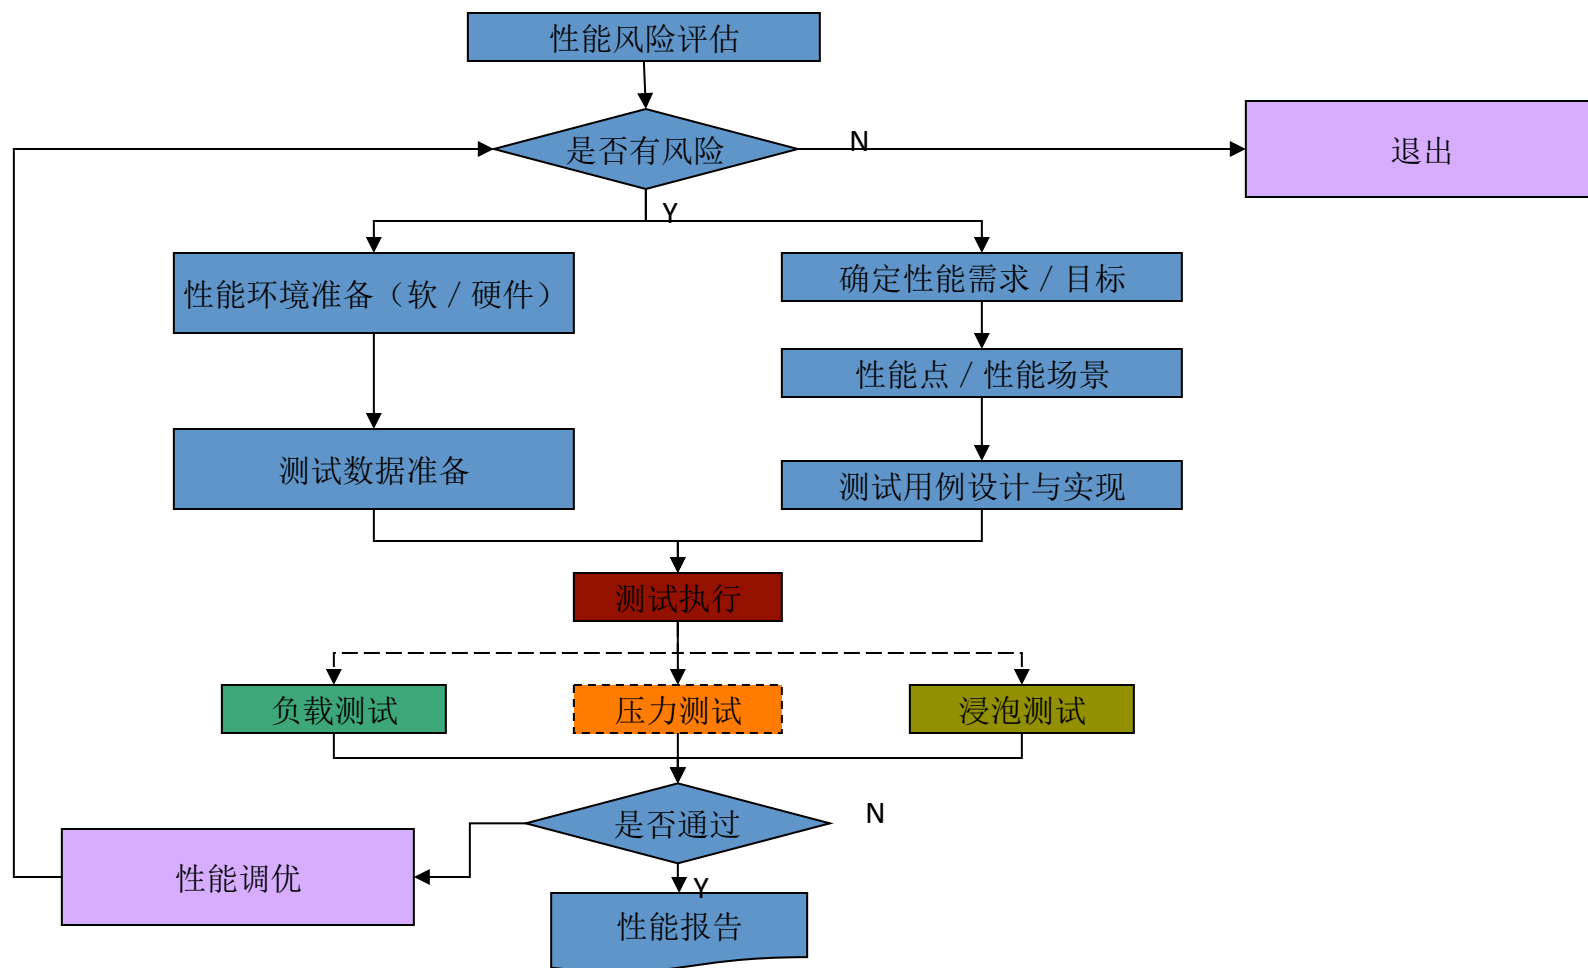 性能风险评估
是否有风险
N
退出
Y
性能环境准备（软／硬件）
确定性能需求／目标
性能点／性能场景
测试数据准备
测试用例设计与实现
测试执行
负载测试
压力测试
浸泡测试
是否通过
N
性能调优
Y
性能报告